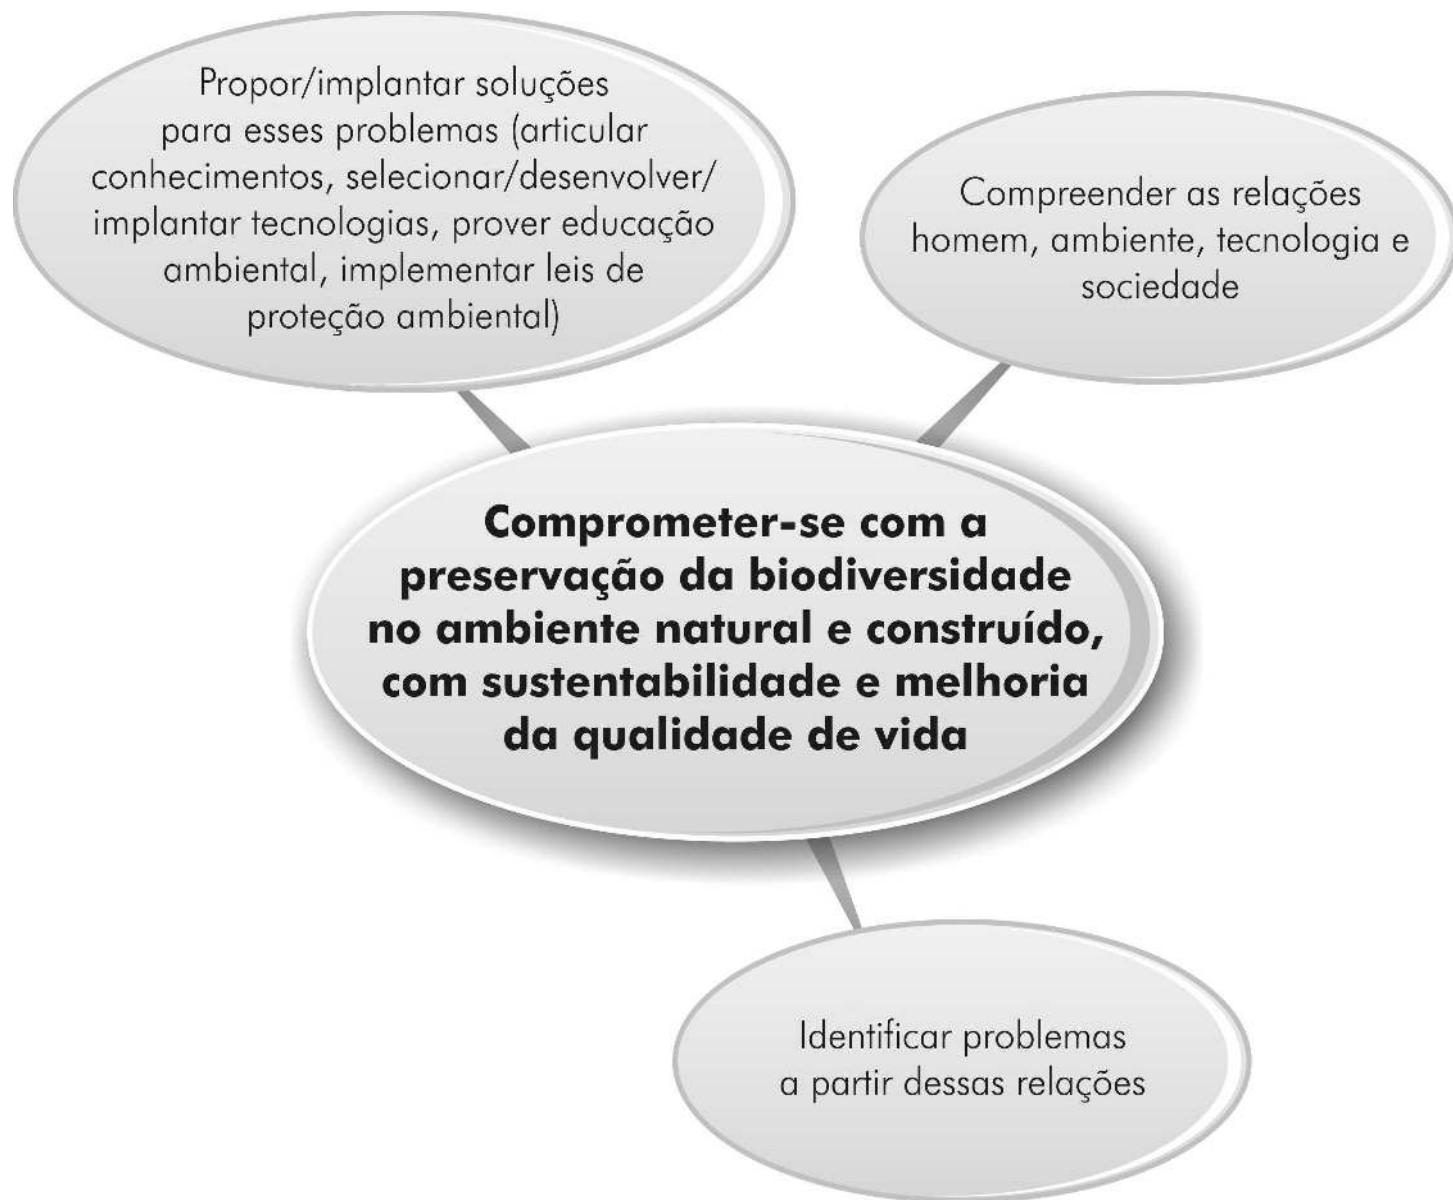 Propor/implantar soluções
para esses problemas (articular
conhecimentos, selecionar/desenvolver/
implantar tecnologias, prover educação
ambiental, implementar leis de
proteção ambiental)
Compreender as relações
homem, ambiente, tecnologia e
sociedade
Comprometer-se com a
preservação da biodiversidade
no ambiente natural e construído,
com sustentabilidade e melhoria
da qualidade de vida
Identificar problemas
a partir dessas relações